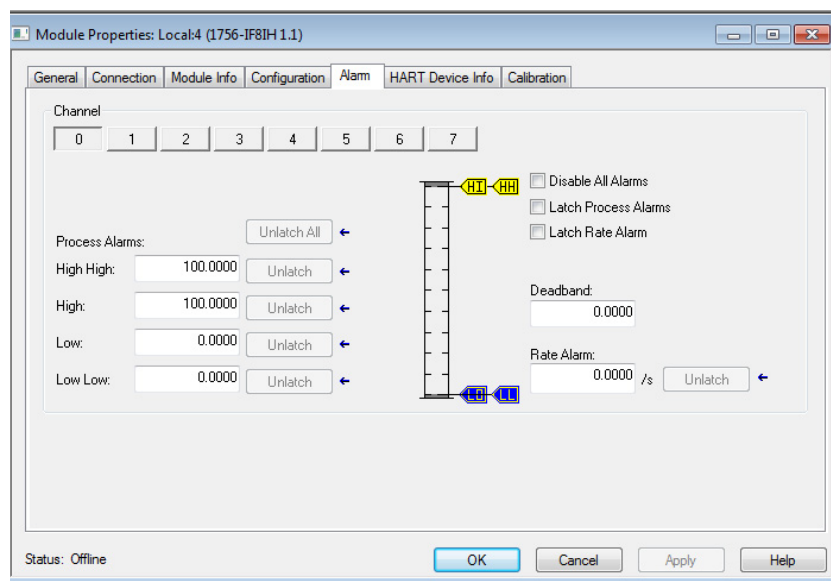 Module Properties: Local:4 (1756-IF8IH 1.1)
General Connection Module Info Configuration Alarm HART Device Info Calibration
Channel
0 1 2 3 4 5 6 7
HI HH
Disable All Alarms
Latch Process Alarms
Latch Rate Alarm
Process Alarms:
Unlatch All
High High: 100.0000 Unlatch
High: 100.0000 Unlatch
Low: 0.0000 Unlatch
Low Low: 0.0000 Unlatch
Deadband:
0.0000
Rate Alarm:
0.0000 /s Unlatch
LO LL
Status: Offline
OK Cancel Apply Help